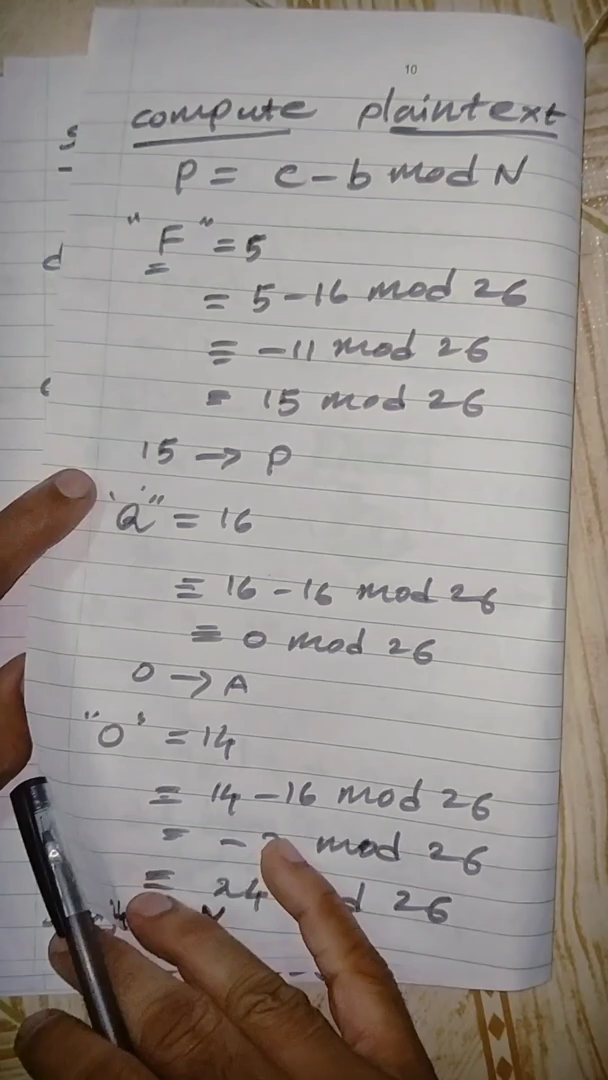 10
compute plaintext
P = c - b mod N
"F" = 5
= 5 - 16 mod 26
≡ -11 mod 26
= 15 mod 26
15 → P
"Q" = 16
≡ 16 - 16 mod 26
≡ 0 mod 26
0 → A
"O" = 14
≡ 14 - 16 mod 26
= - mod 26
≡ 24 26
d